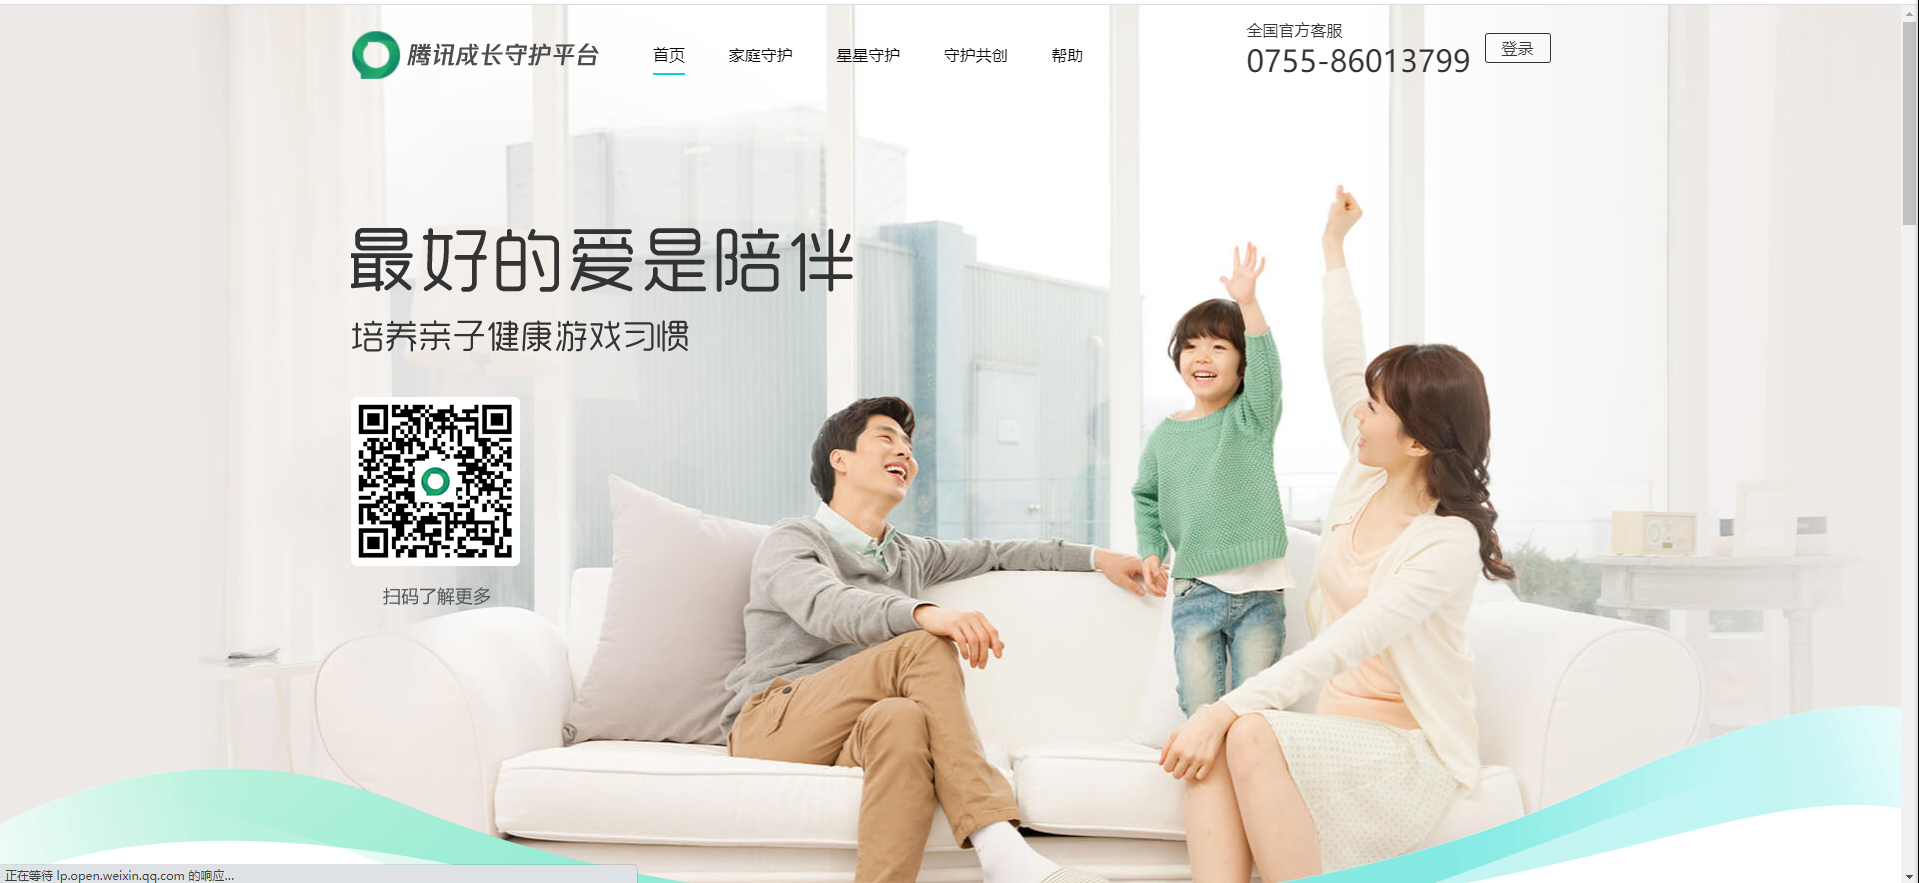 腾讯成长守护平台
首页 家庭守护 星星守护 守护共创 帮助
全国官方客服
0755-86013799
登录
最好的爱是陪伴
培养亲子健康游戏习惯
扫码了解更多
正在等待 lp.open.weixin.qq.com 的响应...